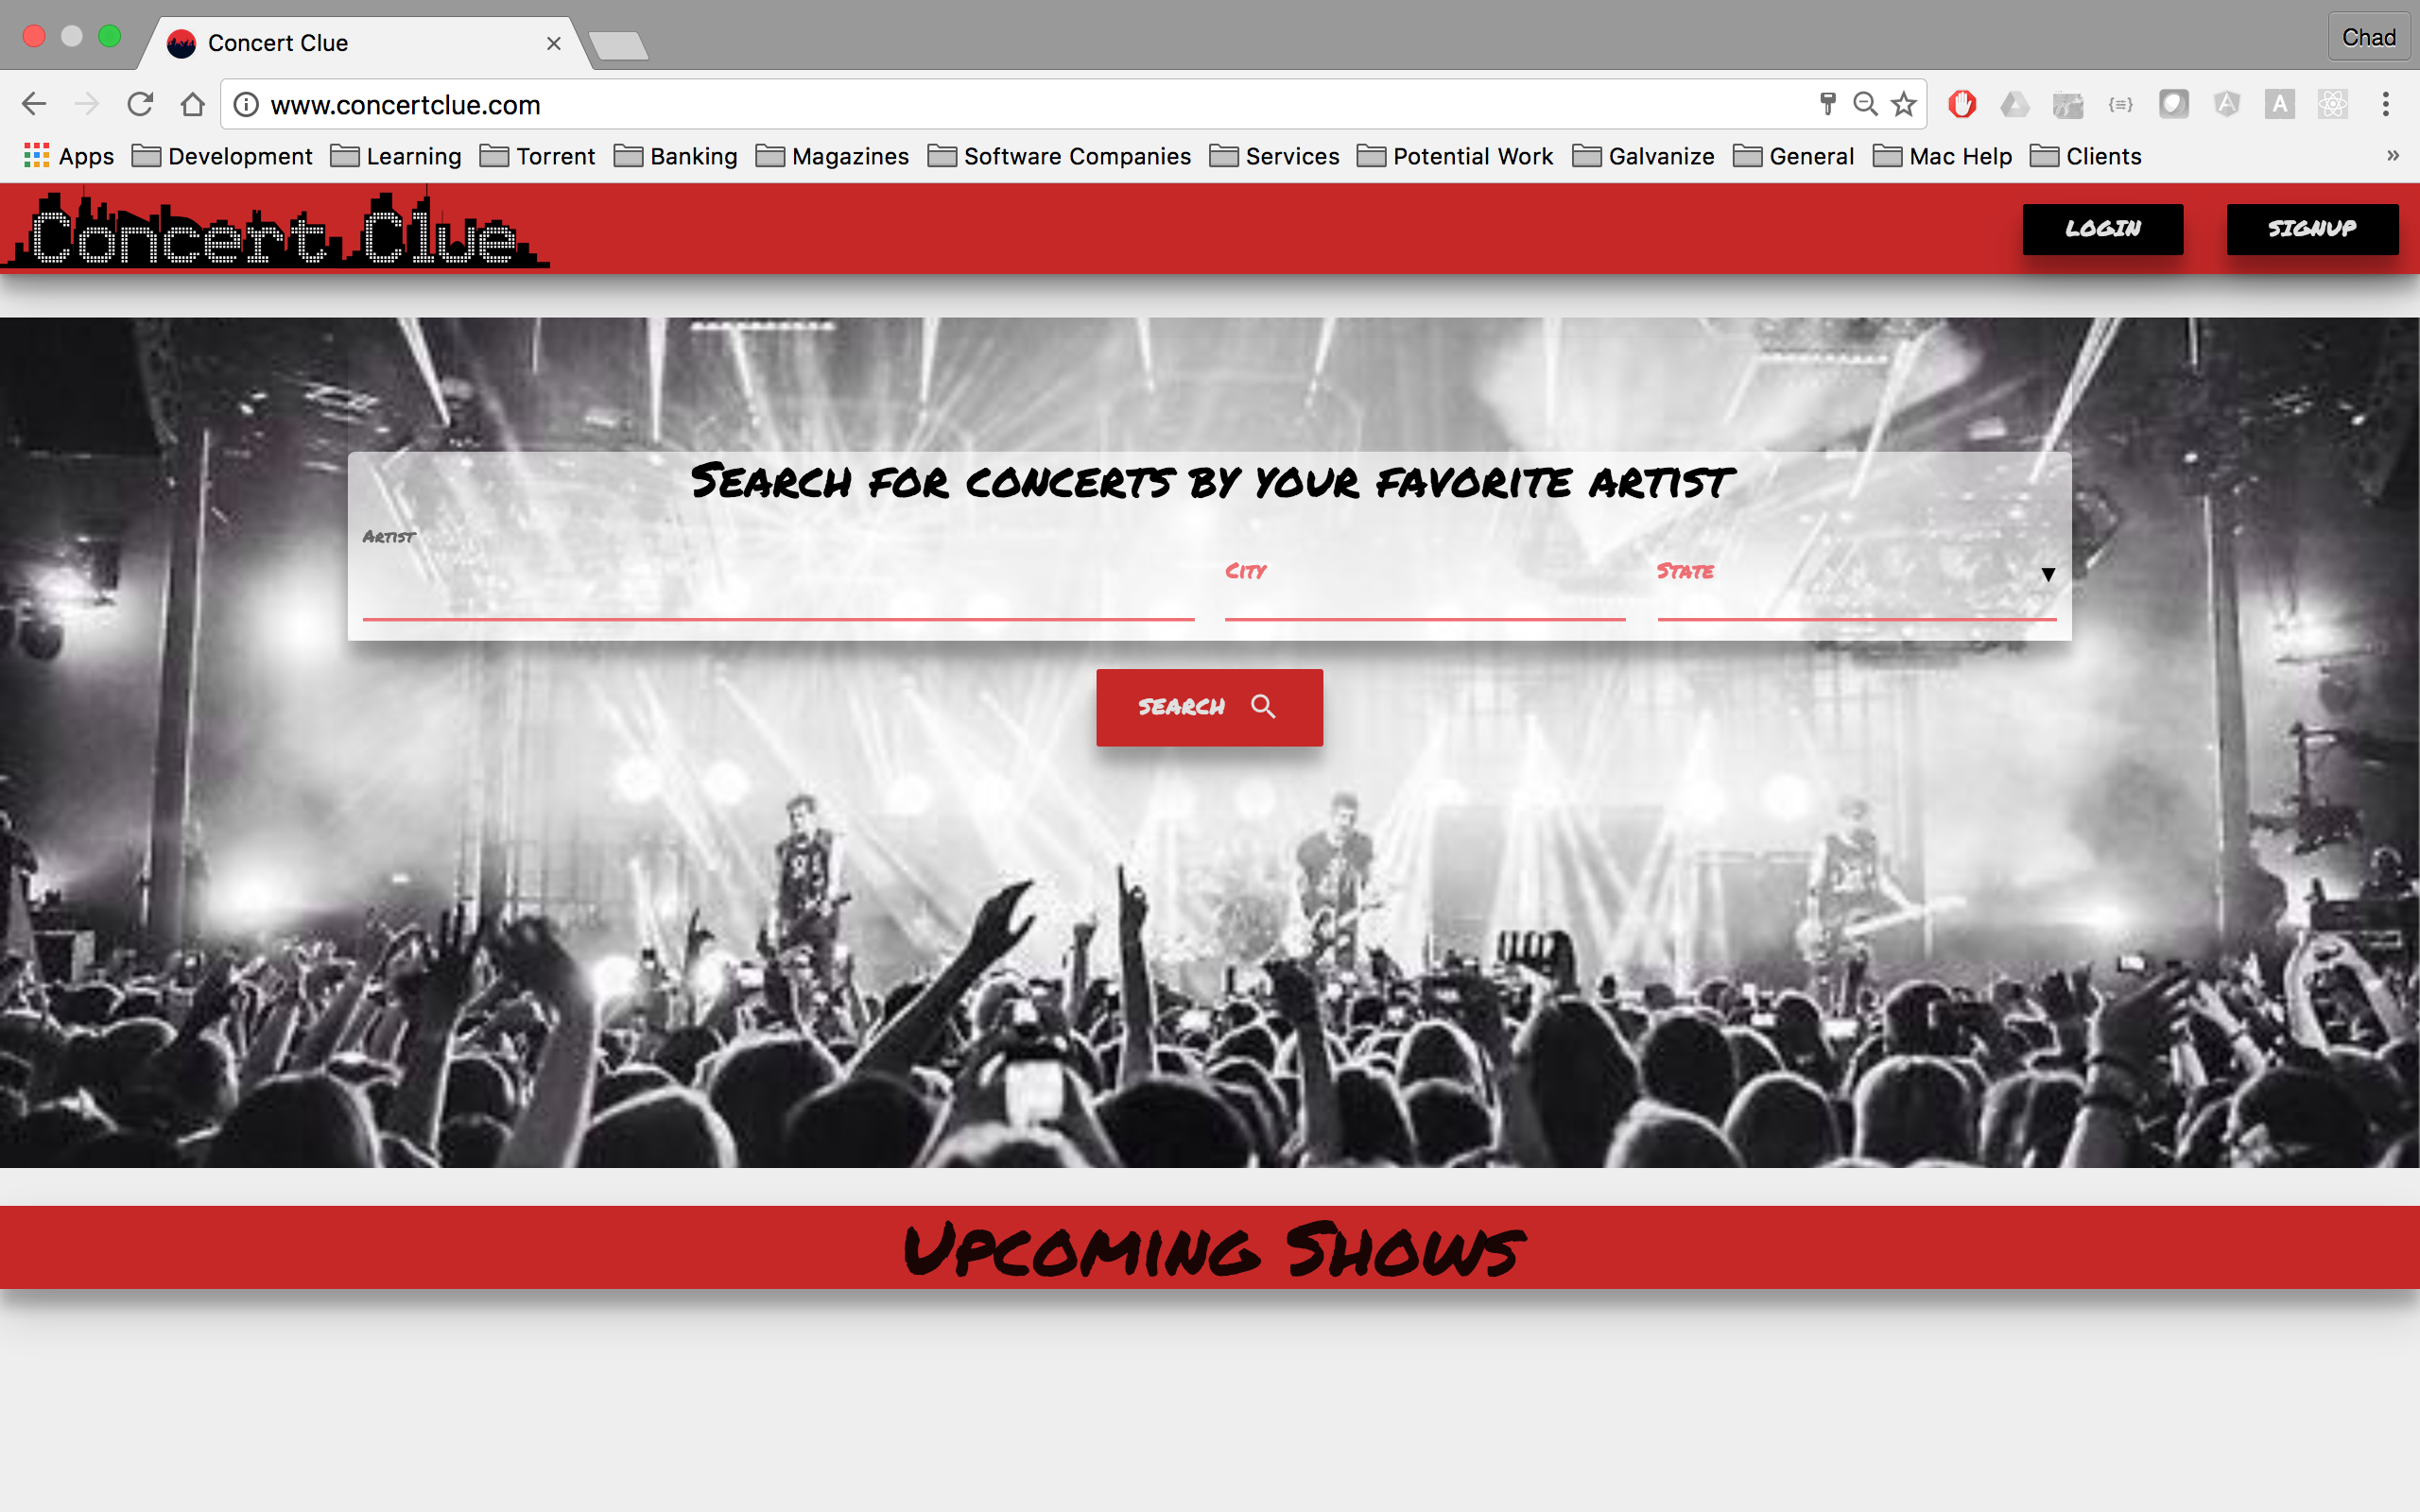 Concert Clue
Chad
www.concertclue.com
Apps Development Learning Torrent Banking Magazines Software Companies Services Potential Work Galvanize General Mac Help Clients »
Concert Clue LOGIN SIGNUP
Search for concerts by your favorite artist
Artist
City State
SEARCH
Upcoming Shows